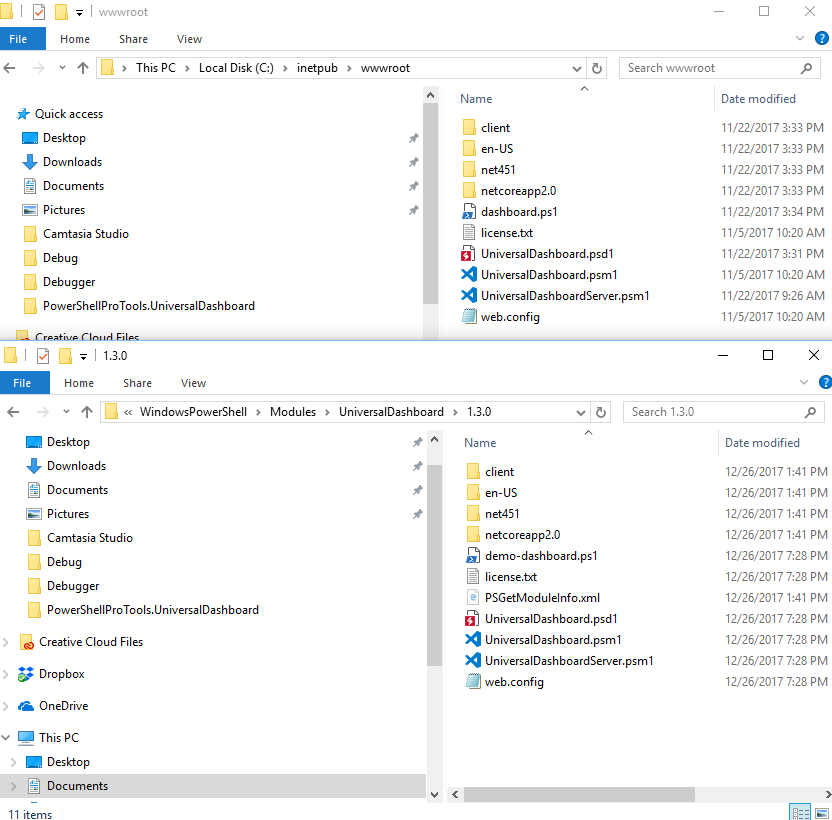 wwwroot
File Home Share View
This PC Local Disk (C:) inetpub wwwroot Search wwwroot
Quick access
Desktop
Downloads
Documents
Pictures
Camtasia Studio
Debug
Debugger
PowerShellProTools.UniversalDashboard
Creative Cloud Files
Name Date modified
client 11/22/2017 3:33 PM
en-US 11/22/2017 3:33 PM
net451 11/22/2017 3:33 PM
netcoreapp2.0 11/22/2017 3:33 PM
dashboard.ps1 11/22/2017 3:34 PM
license.txt 11/5/2017 10:20 AM
UniversalDashboard.psd1 11/22/2017 3:31 PM
UniversalDashboard.psm1 11/5/2017 10:20 AM
UniversalDashboardServer.psm1 11/22/2017 9:26 AM
web.config 11/5/2017 10:20 AM
1.3.0
File Home Share View
« WindowsPowerShell Modules UniversalDashboard 1.3.0 Search 1.3.0
Desktop
Downloads
Documents
Pictures
Camtasia Studio
Debug
Debugger
PowerShellProTools.UniversalDashboard
Creative Cloud Files
Dropbox
OneDrive
This PC
Desktop
Documents
Name Date modified
client 12/26/2017 1:41 PM
en-US 12/26/2017 1:41 PM
net451 12/26/2017 1:41 PM
netcoreapp2.0 12/26/2017 1:41 PM
demo-dashboard.ps1 12/26/2017 7:28 PM
license.txt 12/26/2017 7:28 PM
PSGetModuleInfo.xml 12/26/2017 1:41 PM
UniversalDashboard.psd1 12/26/2017 7:28 PM
UniversalDashboard.psm1 12/26/2017 7:28 PM
UniversalDashboardServer.psm1 12/26/2017 7:28 PM
web.config 12/26/2017 7:28 PM
11 items